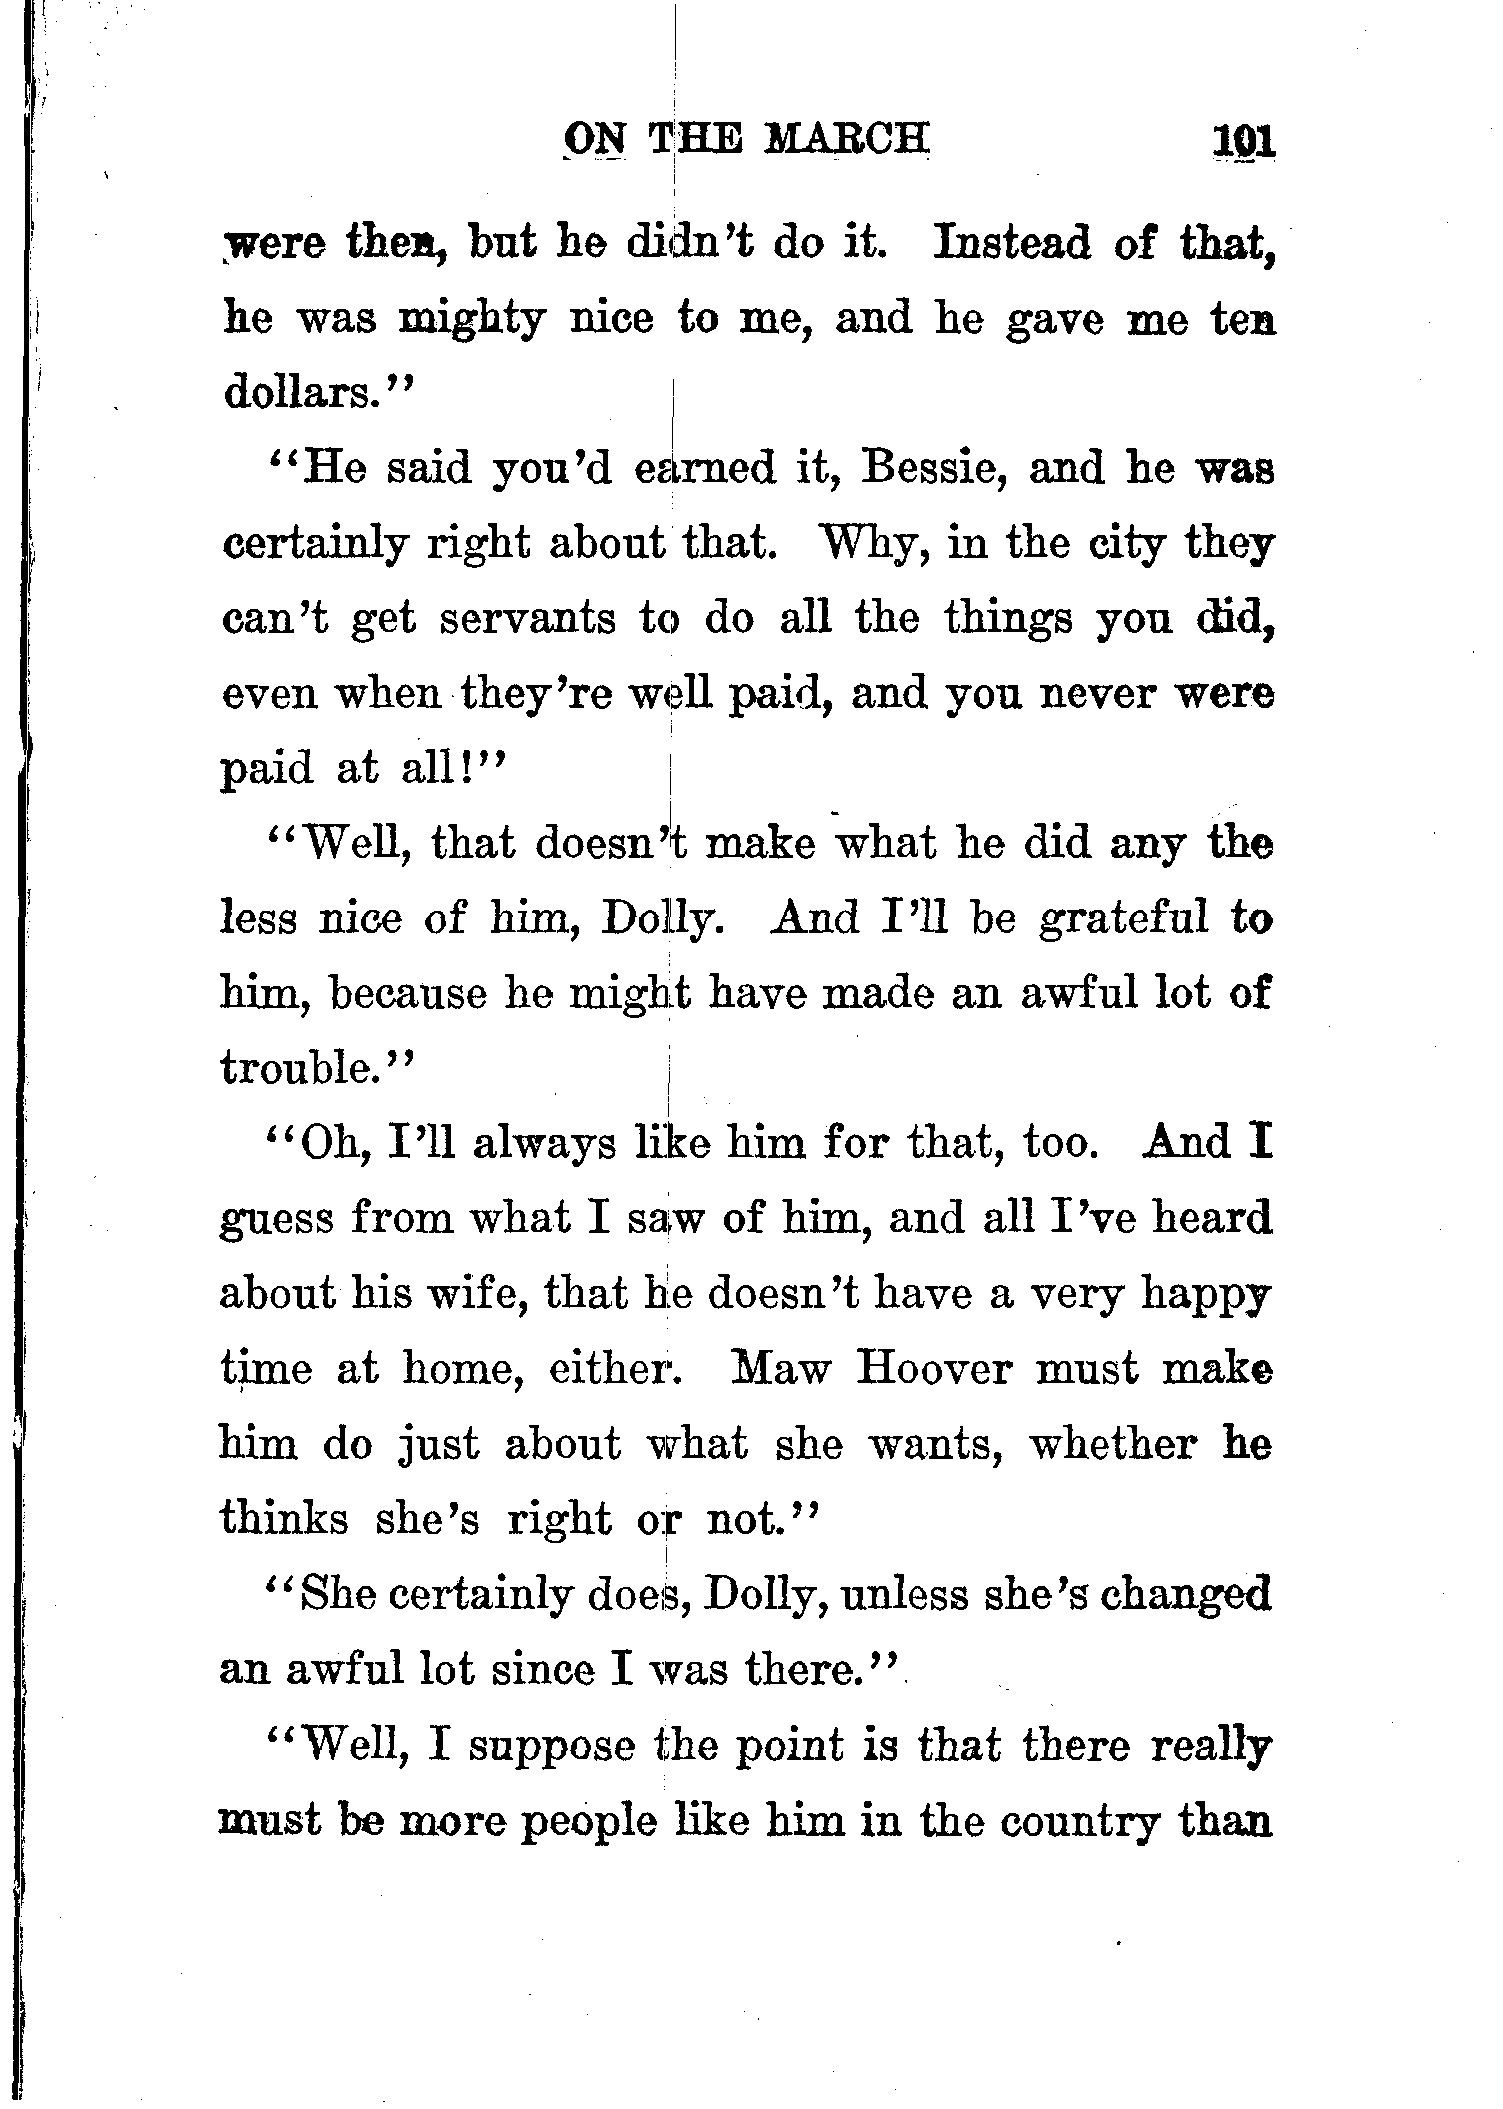 ON THE MARCH 101
were then, but he didn't do it. Instead of that,
he was mighty nice to me, and he gave me ten
dollars."
"He said you'd earned it, Bessie, and he was
certainly right about that. Why, in the city they
can't get servants to do all the things you did,
even when they're well paid, and you never were
paid at all!"
"Well, that doesn't make what he did any the
less nice of him, Dolly. And I'll be grateful to
him, because he might have made an awful lot of
trouble."
"Oh, I'll always like him for that, too. And I
guess from what I saw of him, and all I've heard
about his wife, that he doesn't have a very happy
time at home, either. Maw Hoover must make
him do just about what she wants, whether he
thinks she's right or not."
"She certainly does, Dolly, unless she's changed
an awful lot since I was there."
"Well, I suppose the point is that there really
must be more people like him in the country than